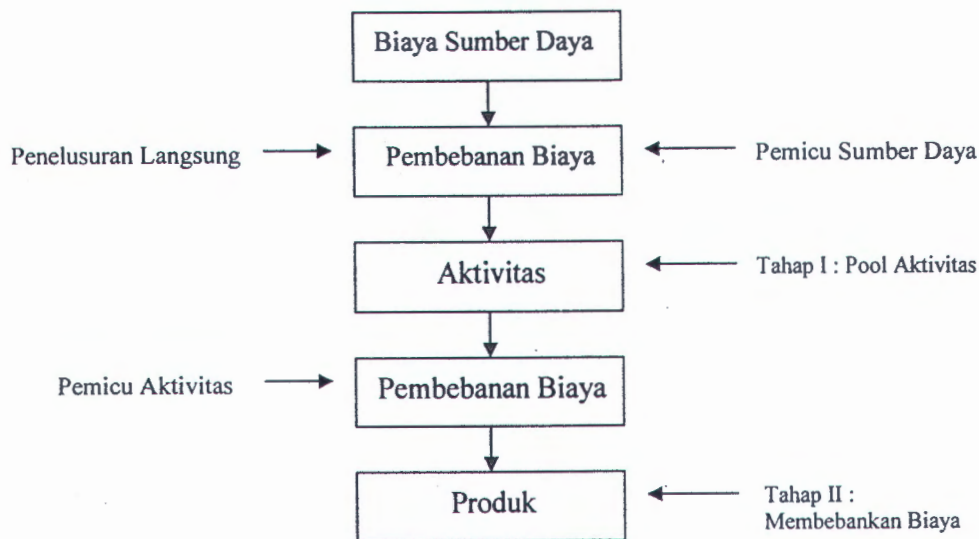 Biaya Sumber Daya
Penelusuran Langsung
Pembebanan Biaya
Pemicu Sumber Daya
Aktivitas
Tahap I : Pool Aktivitas
Pemicu Aktivitas
Pembebanan Biaya
Produk
Tahap II :
Membebankan Biaya